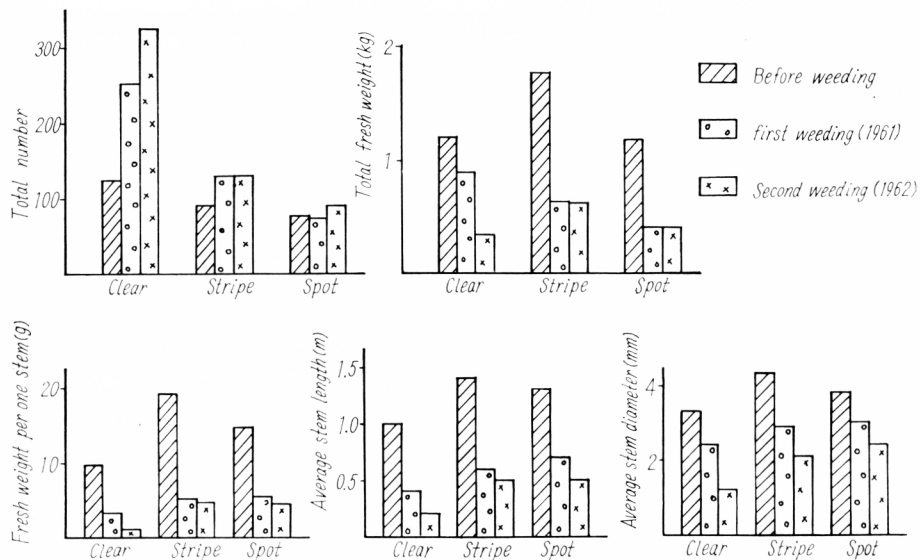 Total number
300
200
100
Clear Stripe Spot
Total fresh weight (kg)
2
1
Clear Stripe Spot
Before weeding
first weeding (1961)
Second weeding (1962)
Fresh weight per one stem (g)
20
10
Clear Stripe Spot
Average stem length (m)
1.5
1.0
0.5
Clear Stripe Spot
Average stem diameter (mm)
4
2
Clear Stripe Spot